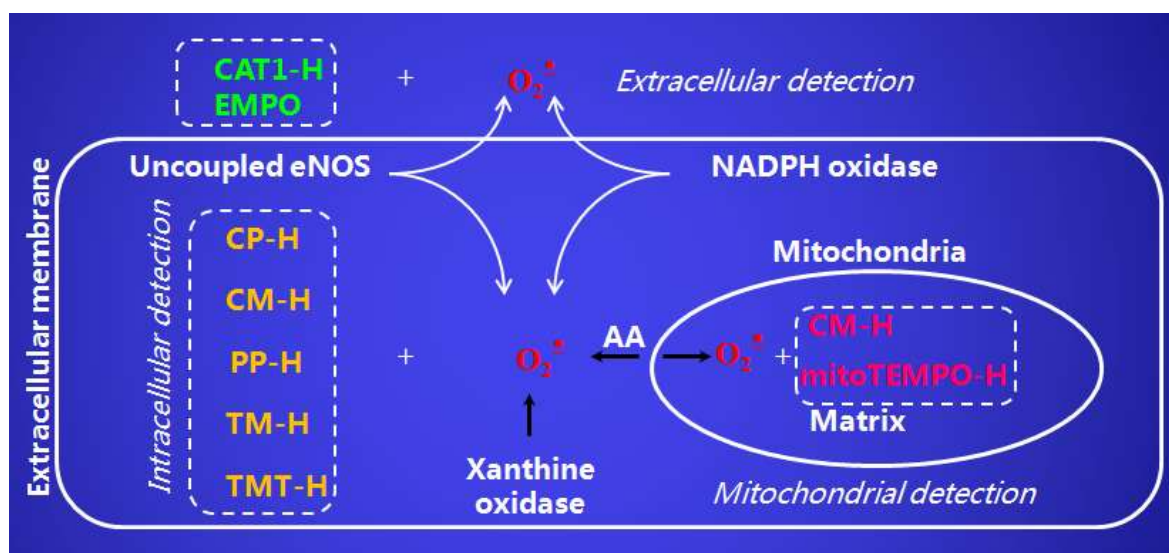 CAT1-H
EMPO
+
O₂•̄
Extracellular detection
Extracellular membrane
Uncoupled eNOS
NADPH oxidase
Intracellular detection
CP-H
CM-H
PP-H
TM-H
TMT-H
+
O₂•̄
AA
Xanthine
oxidase
Mitochondria
O₂•̄
+
CM-H
mitoTEMPO-H
Matrix
Mitochondrial detection